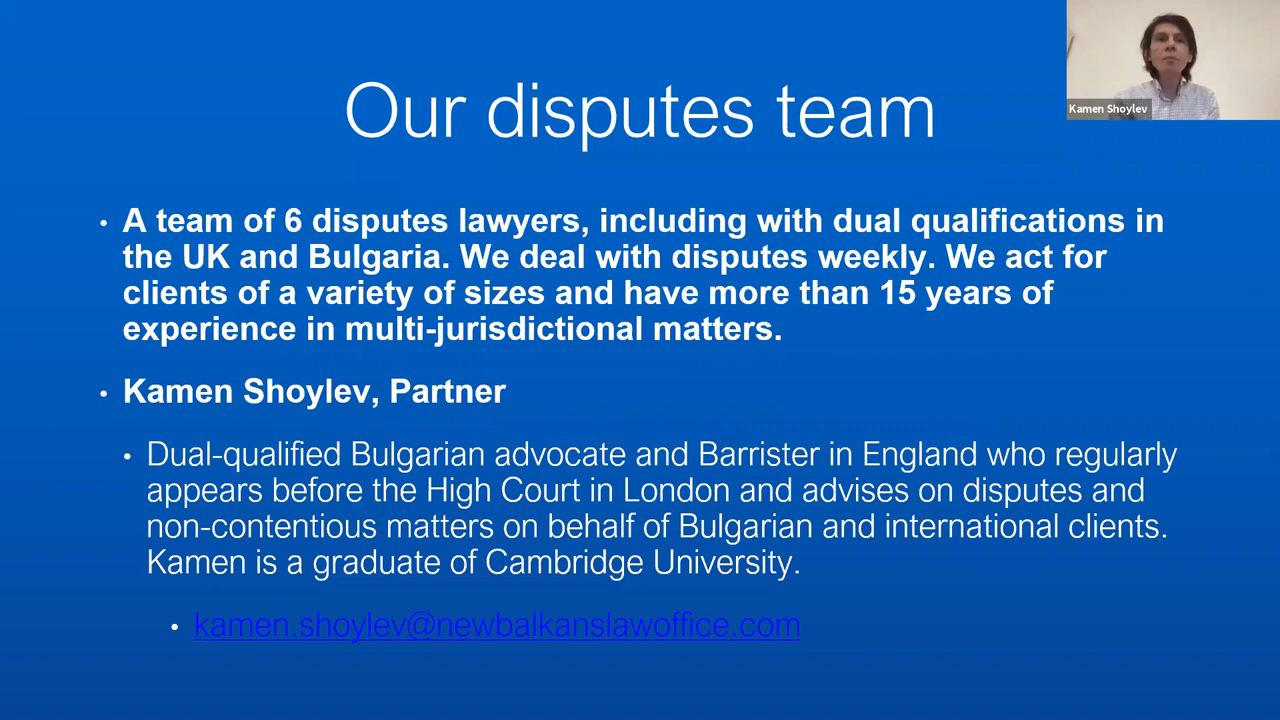 Our disputes team
Kamen Shoylev
• A team of 6 disputes lawyers, including with dual qualifications in
the UK and Bulgaria. We deal with disputes weekly. We act for
clients of a variety of sizes and have more than 15 years of
experience in multi-jurisdictional matters.
• Kamen Shoylev, Partner
• Dual-qualified Bulgarian advocate and Barrister in England who regularly
appears before the High Court in London and advises on disputes and
non-contentious matters on behalf of Bulgarian and international clients.
Kamen is a graduate of Cambridge University.
• kamen.shoylev@newbalkanslawoffice.com